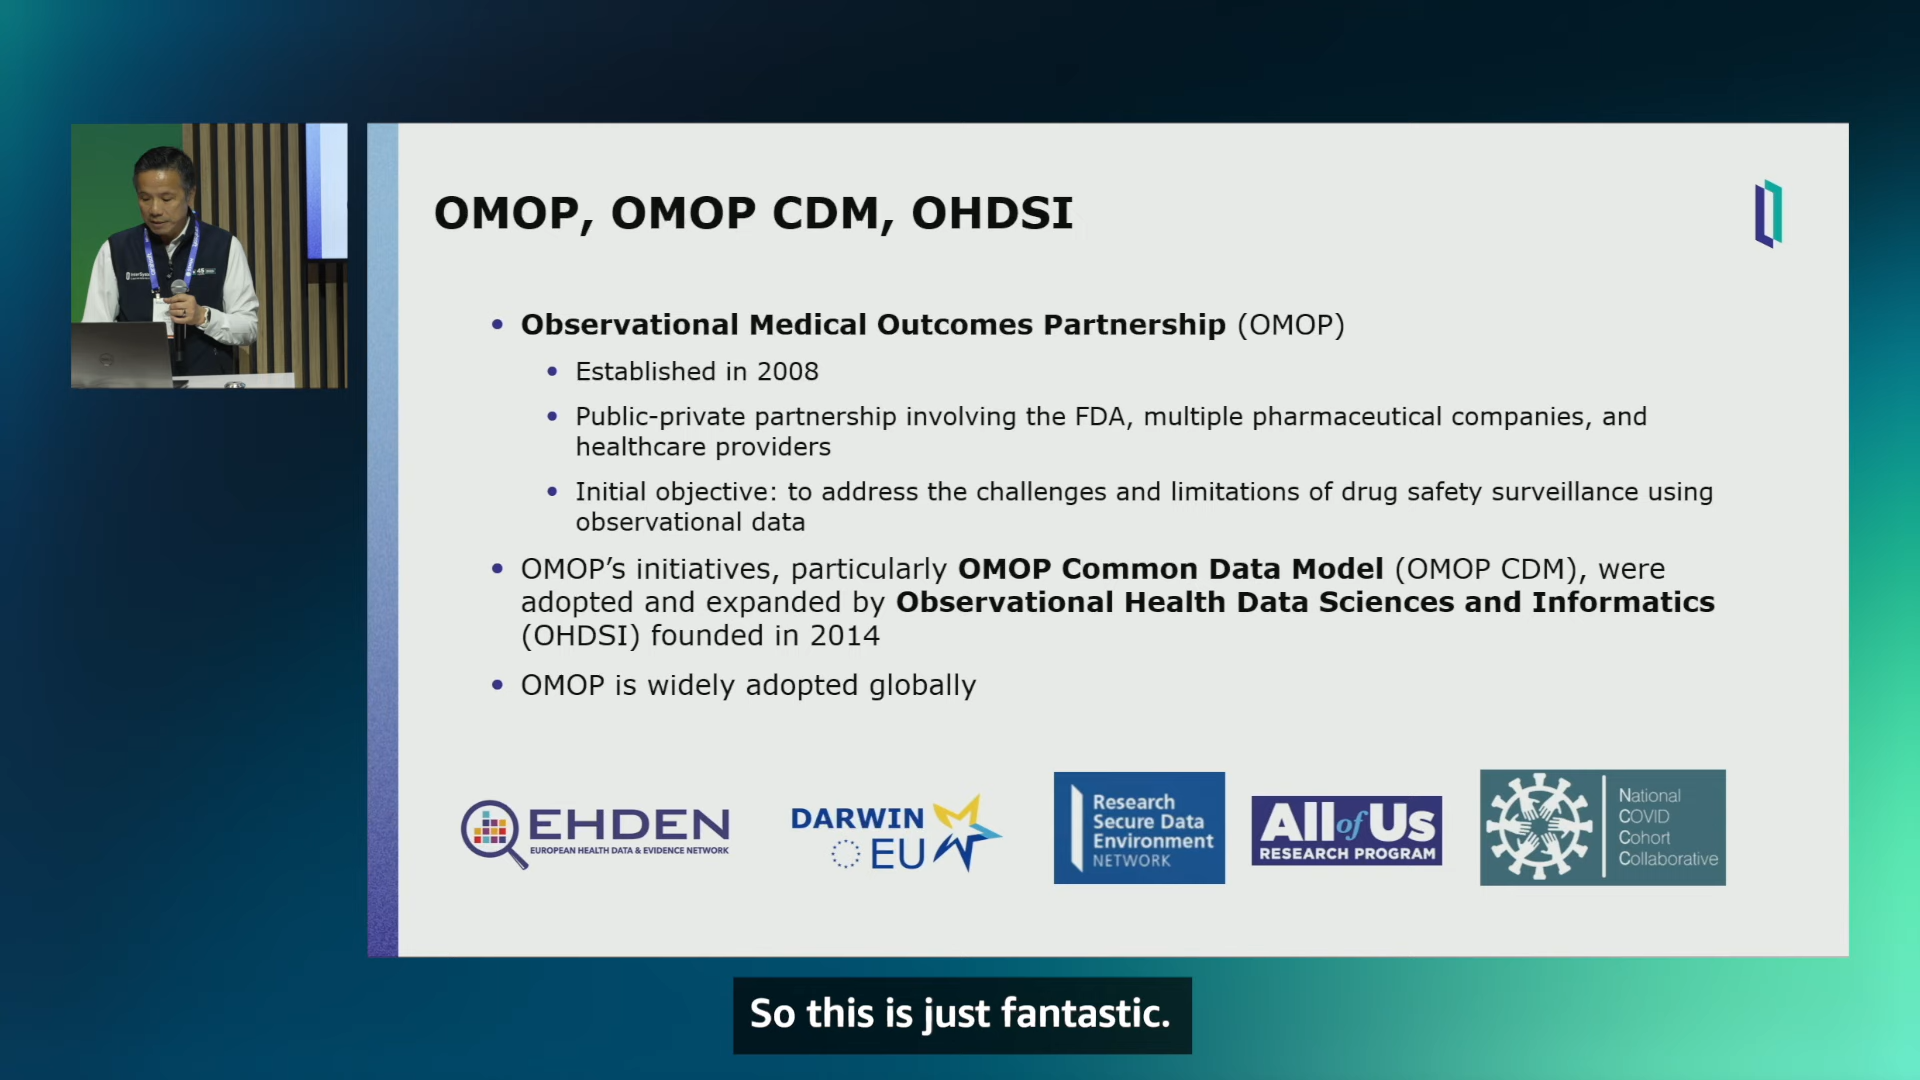 OMOP, OMOP CDM, OHDSI
• Observational Medical Outcomes Partnership (OMOP)
• Established in 2008
• Public-private partnership involving the FDA, multiple pharmaceutical companies, and
healthcare providers
• Initial objective: to address the challenges and limitations of drug safety surveillance using
observational data
• OMOP’s initiatives, particularly OMOP Common Data Model (OMOP CDM), were
adopted and expanded by Observational Health Data Sciences and Informatics
(OHDSI) founded in 2014
• OMOP is widely adopted globally
EHDEN
EUROPEAN HEALTH DATA & EVIDENCE NETWORK
DARWIN
EU
Research
Secure Data
Environment
NETWORK
All of Us
RESEARCH PROGRAM
National
COVID
Cohort
Collaborative
So this is just fantastic.